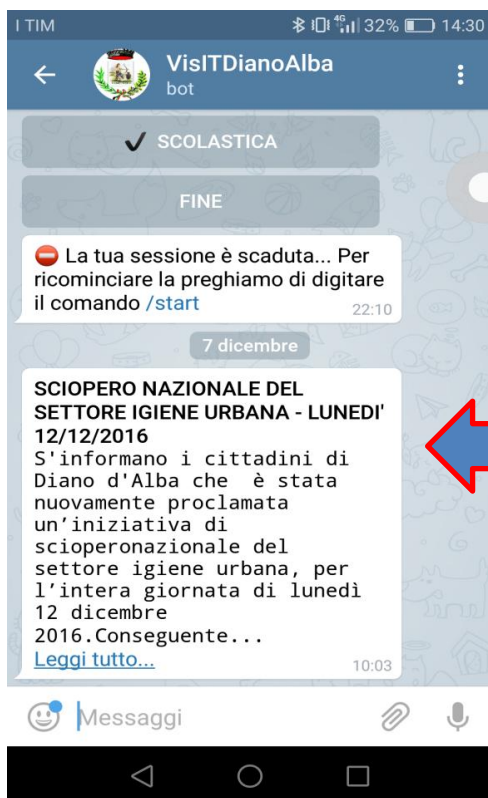 I TIM 4G 32% 14:30
VisITDianoAlba
bot
SCOLASTICA
FINE
La tua sessione è scaduta... Per
ricominciare la preghiamo di digitare
il comando /start 22:10
7 dicembre
SCIOPERO NAZIONALE DEL
SETTORE IGIENE URBANA - LUNEDI'
12/12/2016
S'informano i cittadini di
Diano d'Alba che  è stata
nuovamente proclamata
un’iniziativa di
scioperonazionale del
settore igiene urbana, per
l’intera giornata di lunedì
12 dicembre
2016.Conseguente...
Leggi tutto... 10:03
Messaggi